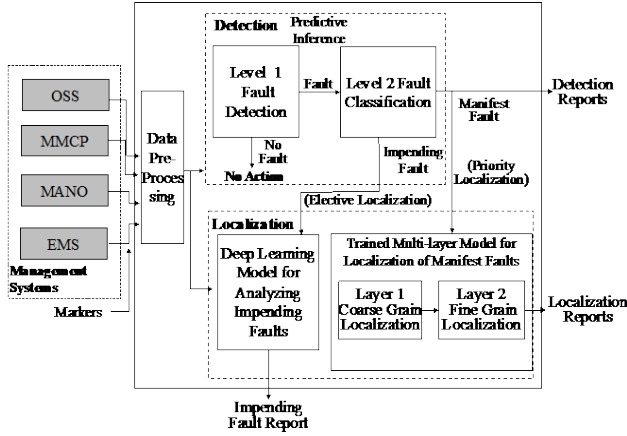 Detection
Predictive
Inference
Level 1
Fault
Detection
Fault
Level 2 Fault
Classification
Detection
Reports
Manifest
Fault
No
Fault
No Action
Impending
Fault
(Priority
Localization)
(Elective Localization)
OSS
MMCP
MANO
EMS
Management
Systems
Markers
Data
Pre-
Proces
sing
Localization
Deep Learning
Model for
Analyzing
Impending
Faults
Trained Multi-layer Model for
Localization of Manifest Faults
Layer 1
Coarse Grain
Localization
Layer 2
Fine Grain
Localization
Localization
Reports
Impending
Fault Report